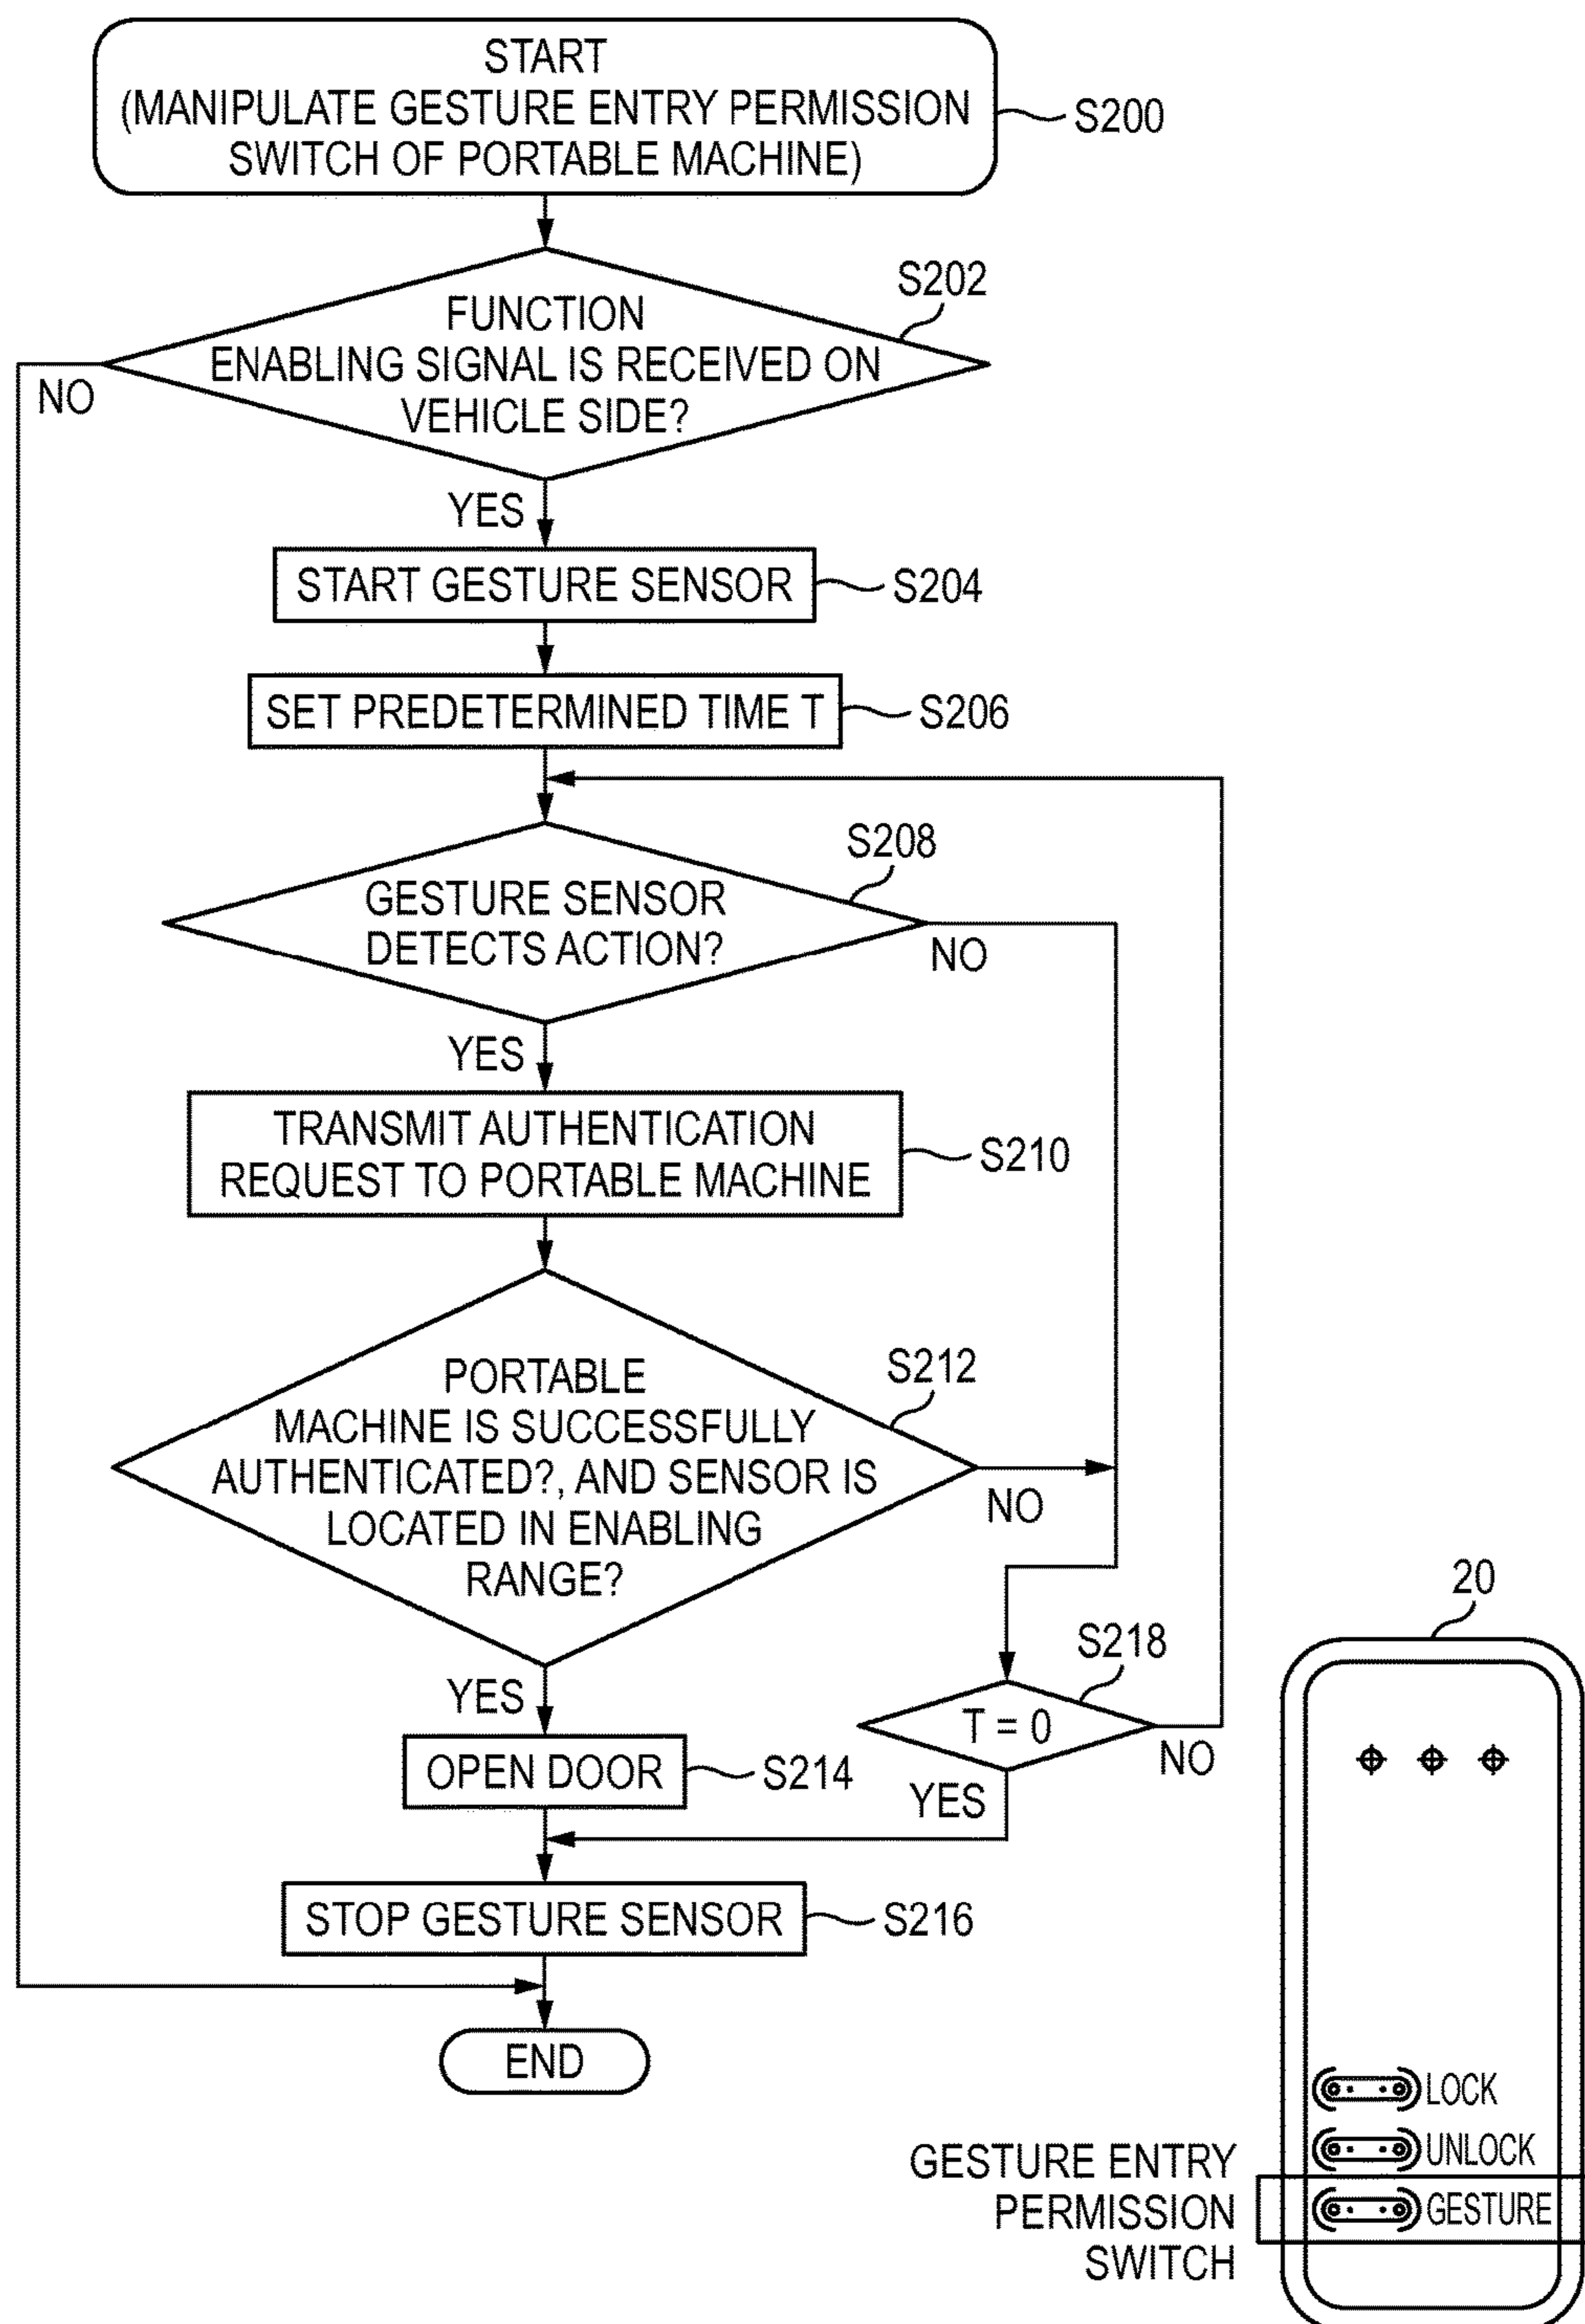 START
(MANIPULATE GESTURE ENTRY PERMISSION
SWITCH OF PORTABLE MACHINE)
S200
S202
FUNCTION
ENABLING SIGNAL IS RECEIVED ON
VEHICLE SIDE?
NO
YES
START GESTURE SENSOR
S204
SET PREDETERMINED TIME T
S206
S208
GESTURE SENSOR
DETECTS ACTION?
NO
YES
TRANSMIT AUTHENTICATION
REQUEST TO PORTABLE MACHINE
S210
S212
PORTABLE
MACHINE IS SUCCESSFULLY
AUTHENTICATED?, AND SENSOR IS
LOCATED IN ENABLING
RANGE?
NO
YES
S218
T = 0
NO
YES
OPEN DOOR
S214
STOP GESTURE SENSOR
S216
END
20
LOCK
UNLOCK
GESTURE
GESTURE ENTRY
PERMISSION
SWITCH